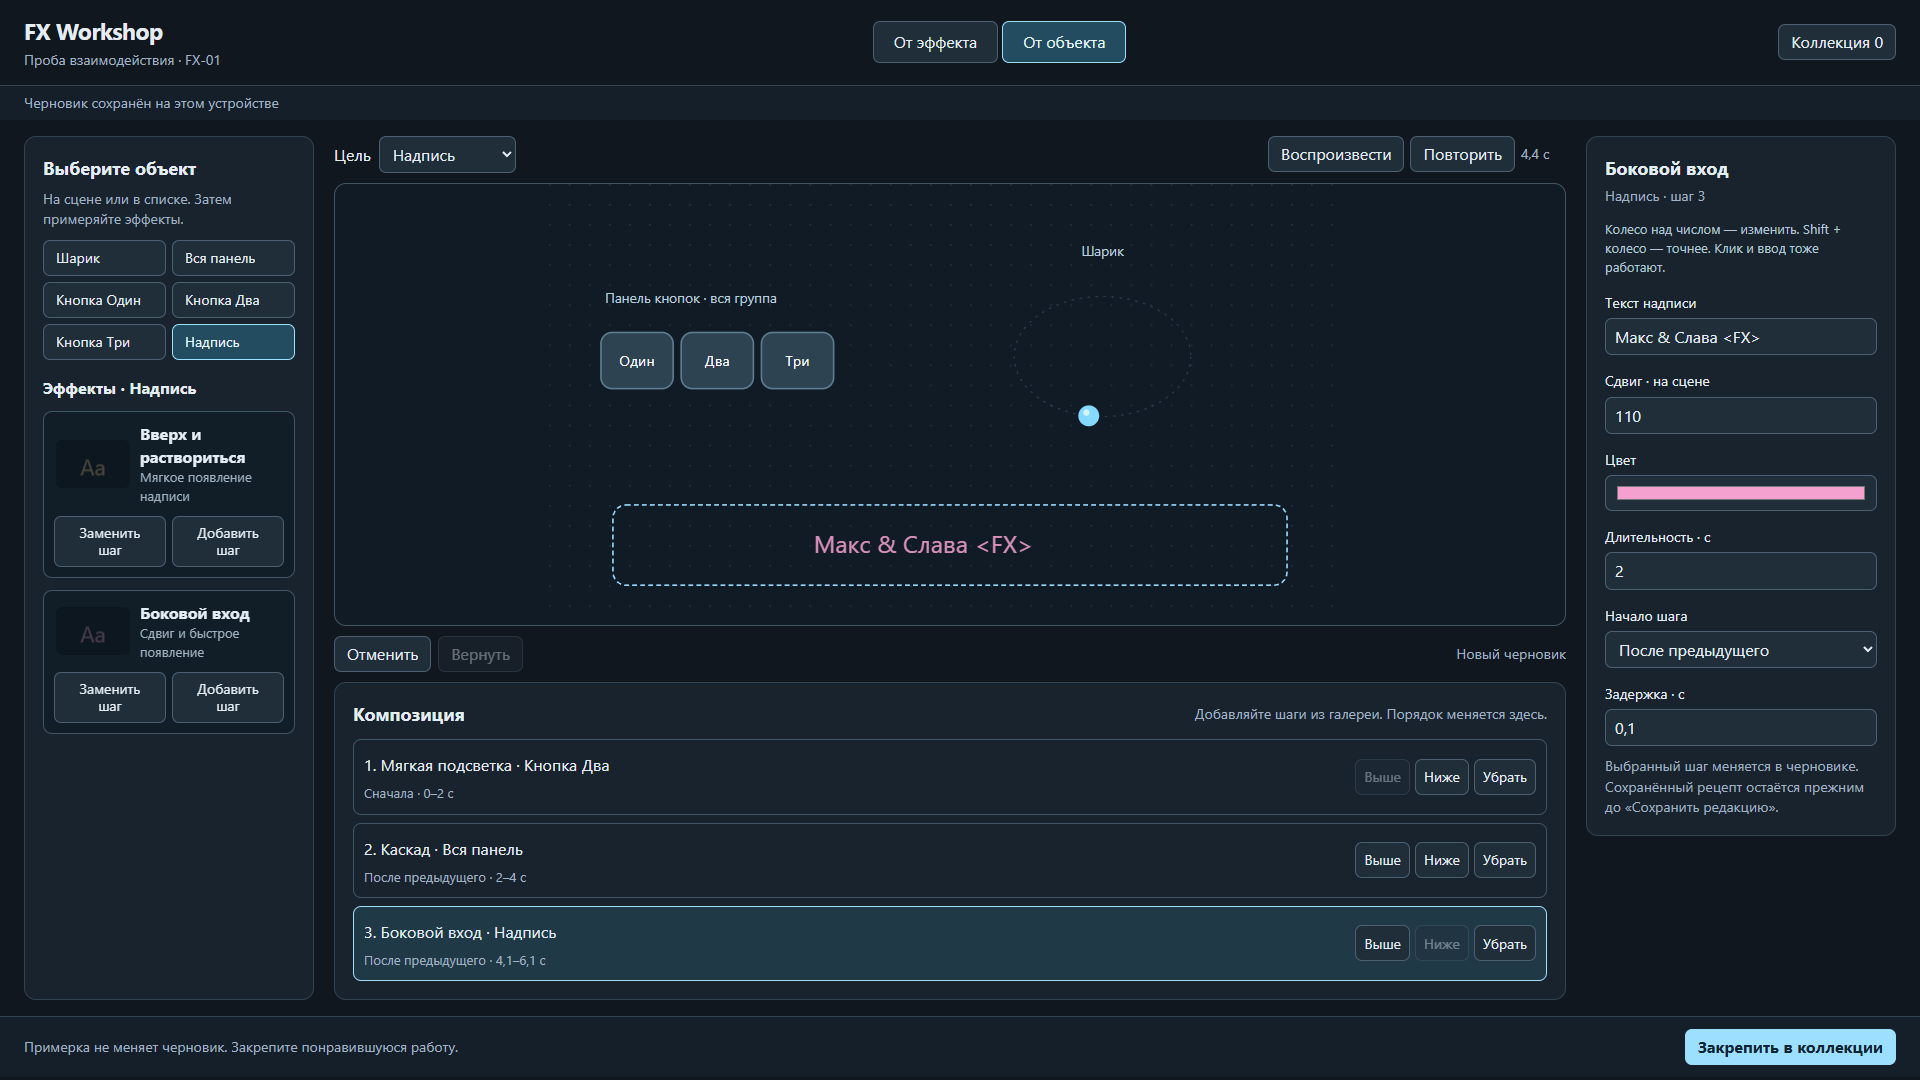 FX Workshop
Проба взаимодействия · FX-01
От эффекта
От объекта
Коллекция 0
Черновик сохранён на этом устройстве
Выберите объект
На сцене или в списке. Затем
примеряйте эффекты.
Шарик
Вся панель
Кнопка Один
Кнопка Два
Кнопка Три
Надпись
Эффекты · Надпись
Aa
Вверх и
раствориться
Мягкое появление
надписи
Заменить
шаг
Добавить
шаг
Aa
Боковой вход
Сдвиг и быстрое
появление
Заменить
шаг
Добавить
шаг
Цель
Надпись
Воспроизвести
Повторить
4,4 с
Шарик
Панель кнопок · вся группа
Один
Два
Три
Макс & Слава <FX>
Отменить
Вернуть
Новый черновик
Композиция
Добавляйте шаги из галереи. Порядок меняется здесь.
1. Мягкая подсветка · Кнопка Два
Сначала · 0–2 с
Выше
Ниже
Убрать
2. Каскад · Вся панель
После предыдущего · 2–4 с
Выше
Ниже
Убрать
3. Боковой вход · Надпись
После предыдущего · 4,1–6,1 с
Выше
Ниже
Убрать
Боковой вход
Надпись · шаг 3
Колесо над числом — изменить. Shift +
колесо — точнее. Клик и ввод тоже
работают.
Текст надписи
Макс & Слава <FX>
Сдвиг · на сцене
110
Цвет
Длительность · с
2
Начало шага
После предыдущего
Задержка · с
0,1
Выбранный шаг меняется в черновике.
Сохранённый рецепт остаётся прежним
до «Сохранить редакцию».
Примерка не меняет черновик. Закрепите понравившуюся работу.
Закрепить в коллекции